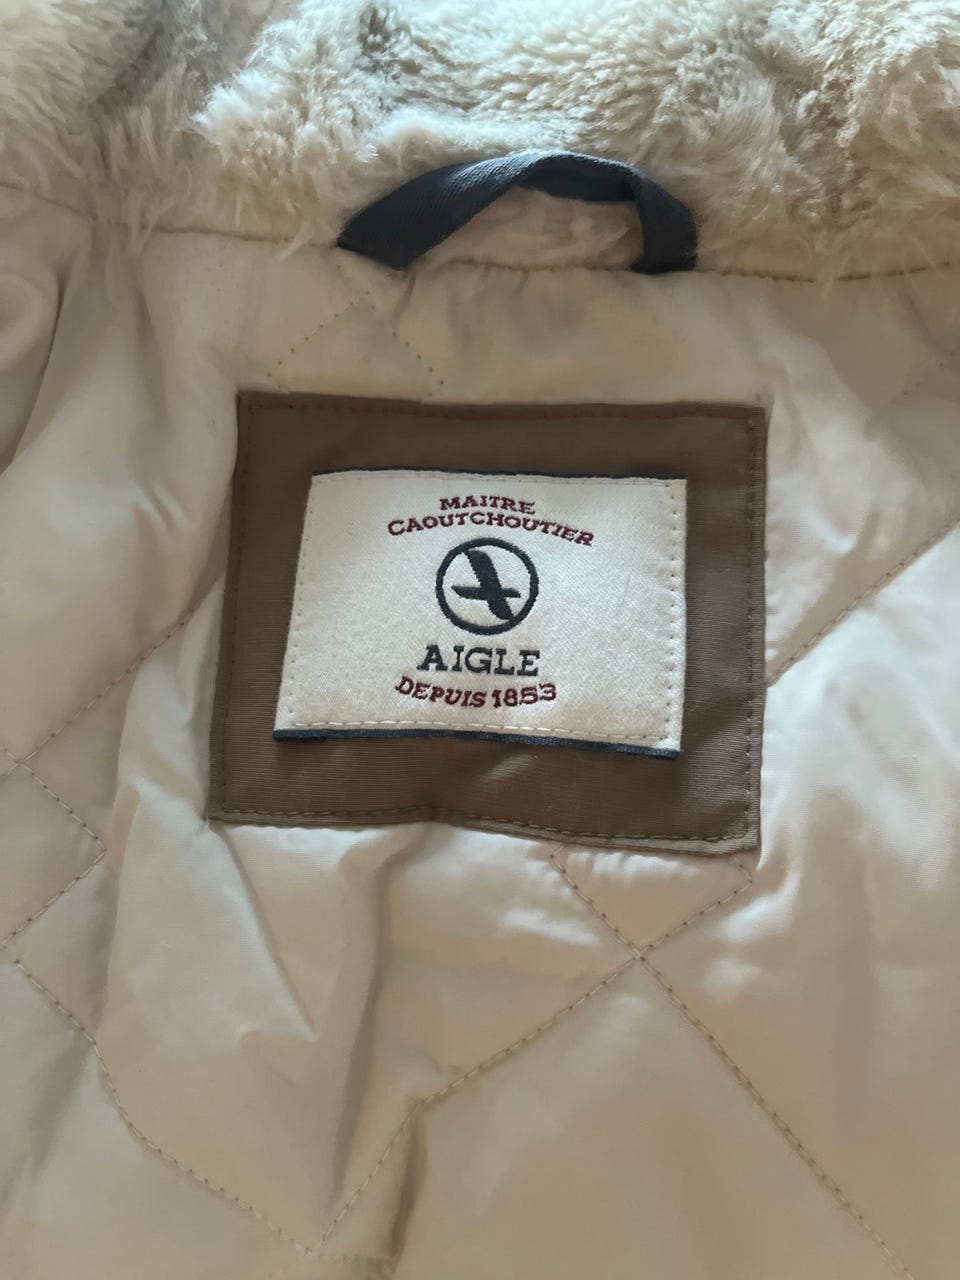 MAITRE
CAOUTCHOUTIER
AIGLE
DEPUIS 1853